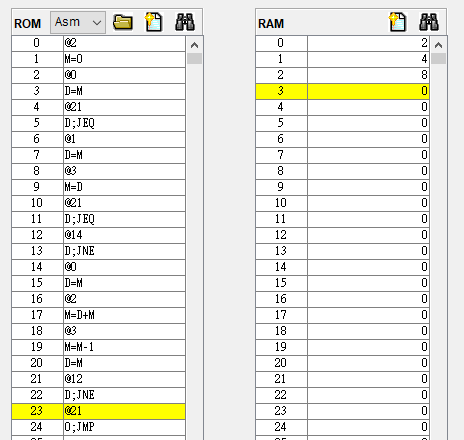 ROM Asm RAM
0 @2 0 2
1 M=0 1 4
2 @0 2 8
3 D=M 3 0
4 @21 4 0
5 D;JEQ 5 0
6 @1 6 0
7 D=M 7 0
8 @3 8 0
9 M=D 9 0
10 @21 10 0
11 D;JEQ 11 0
12 @14 12 0
13 D;JNE 13 0
14 @0 14 0
15 D=M 15 0
16 @2 16 0
17 M=D+M 17 0
18 @3 18 0
19 M=M-1 19 0
20 D=M 20 0
21 @12 21 0
22 D;JNE 22 0
23 @21 23 0
24 0;JMP 24 0